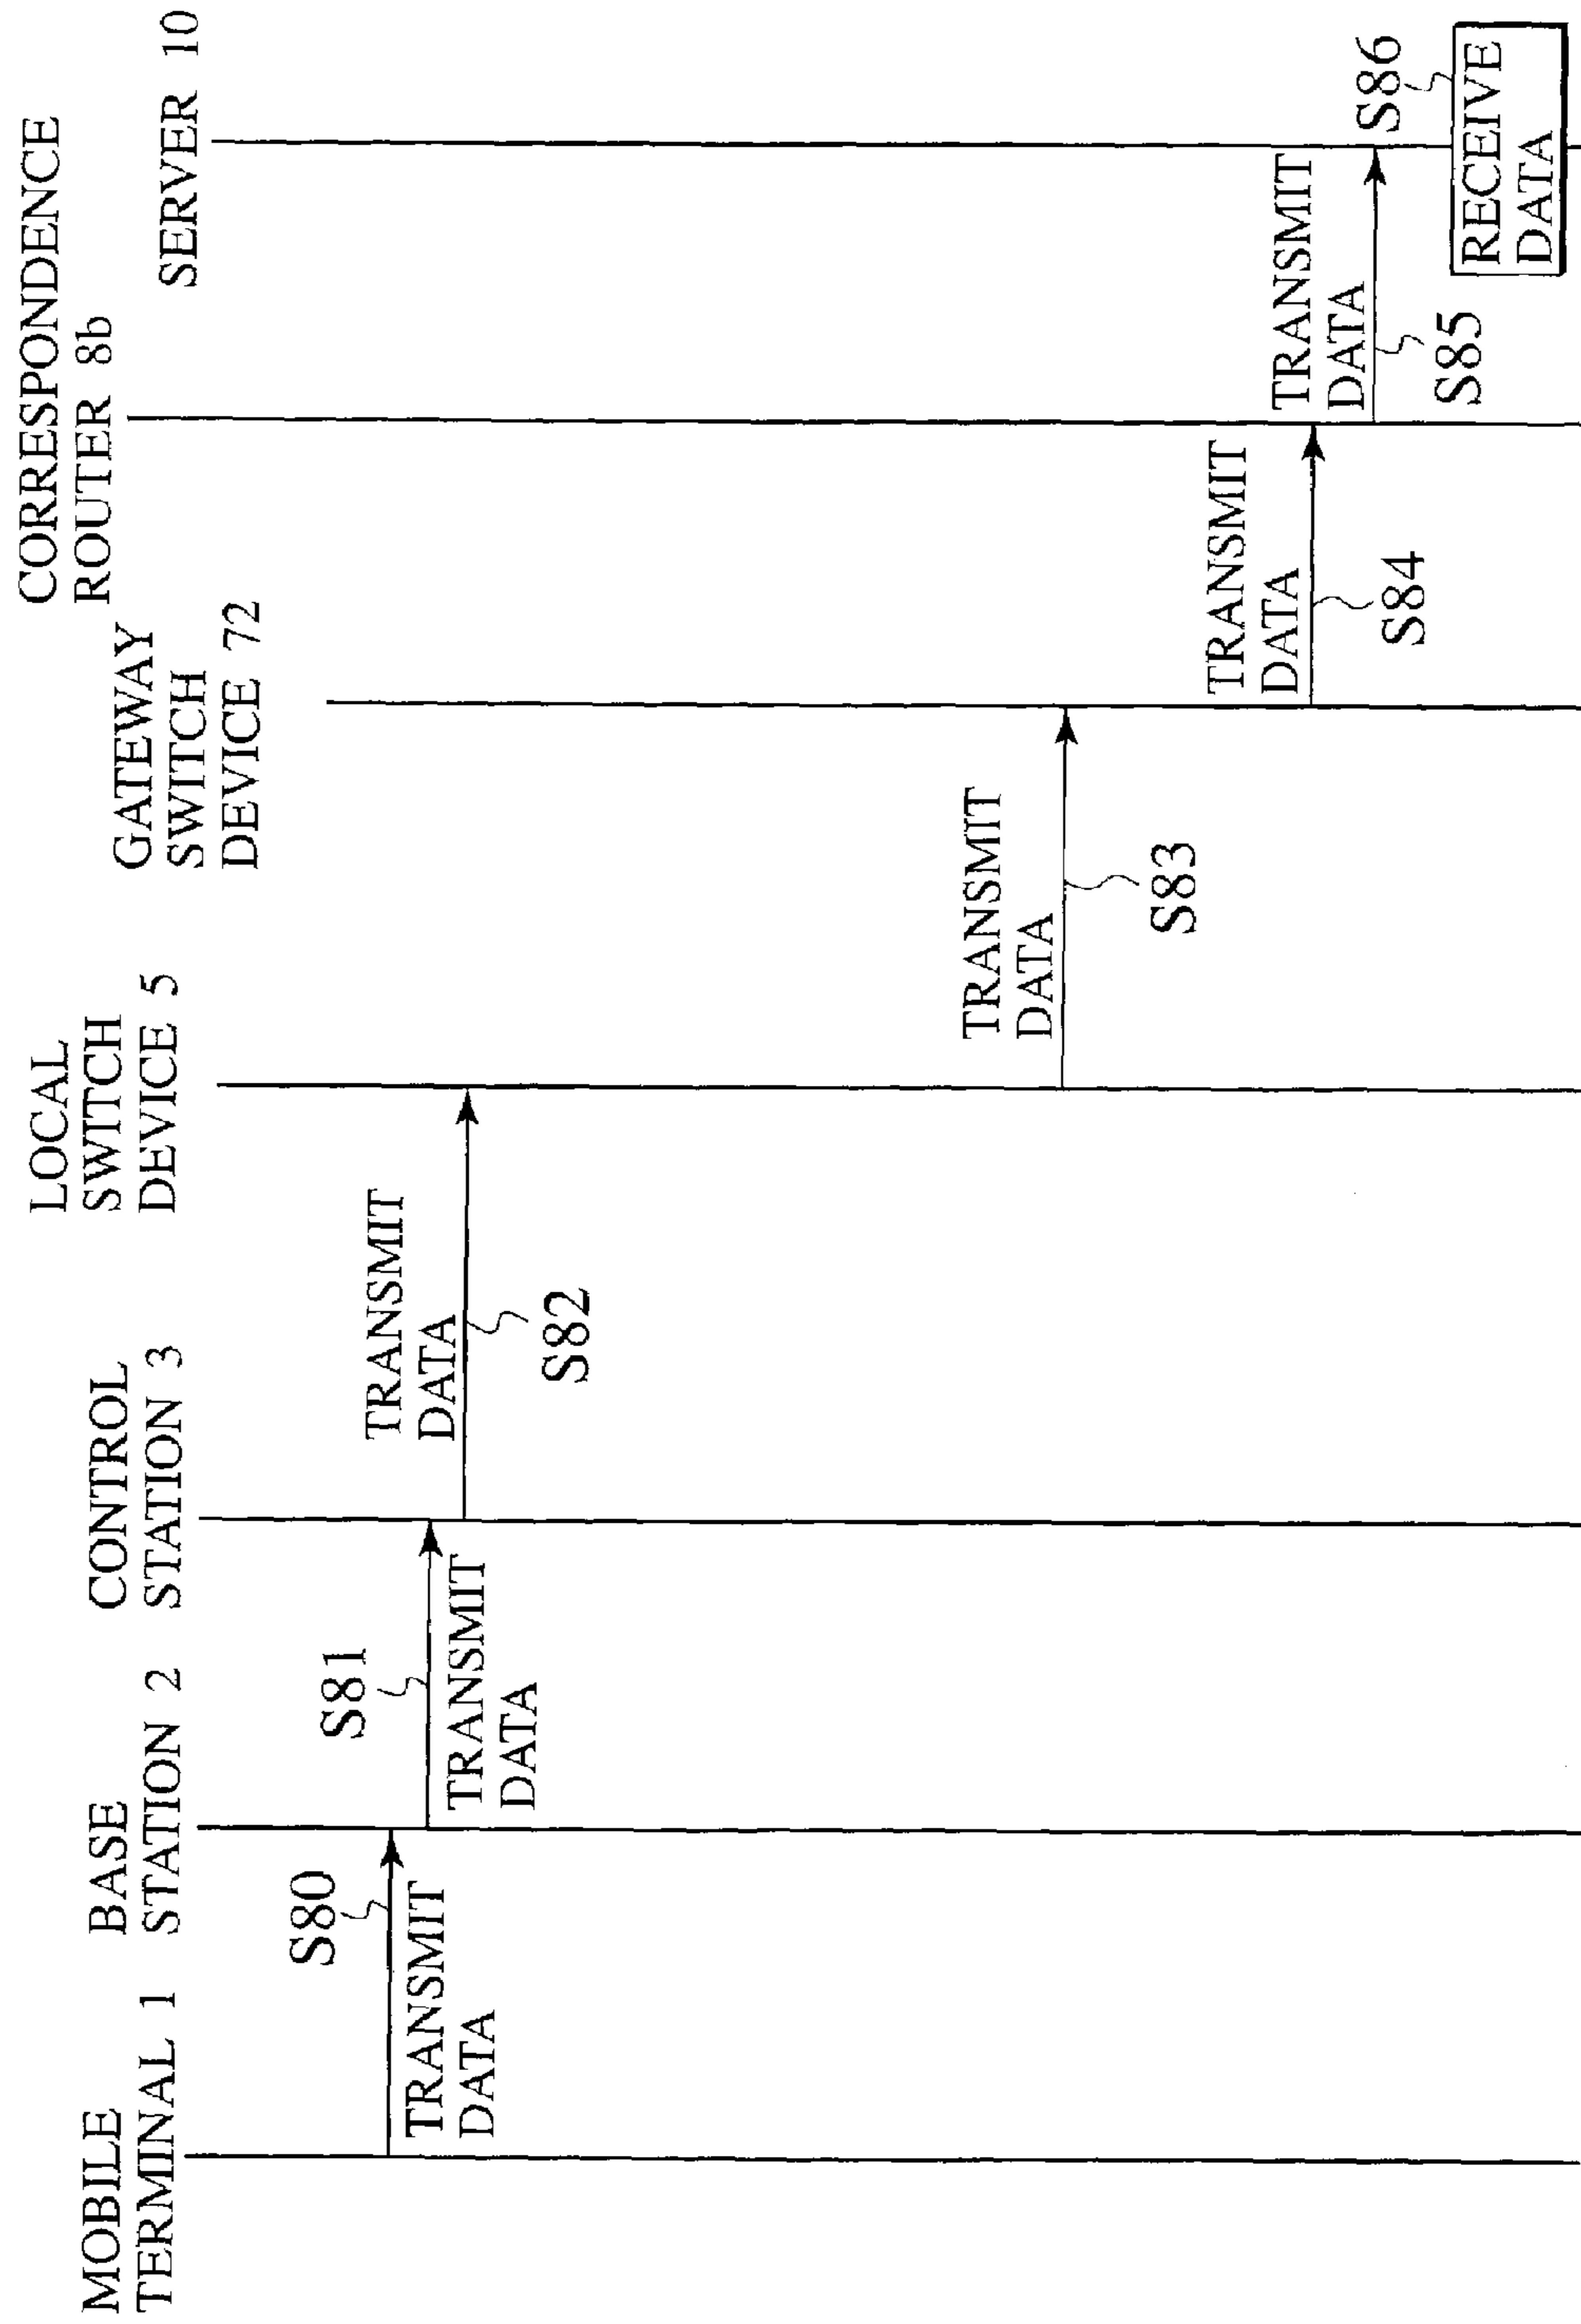 MOBILE
TERMINAL 1
BASE
STATION 2
CONTROL
STATION 3
LOCAL
SWITCH
DEVICE 5
GATEWAY
SWITCH
DEVICE 72
CORRESPONDENCE
ROUTER 8b
SERVER 10
S80
TRANSMIT
DATA
S81
TRANSMIT
DATA
TRANSMIT
DATA
S82
TRANSMIT
DATA
S83
TRANSMIT
DATA
S84
TRANSMIT
DATA
S85
S86
RECEIVE
DATA